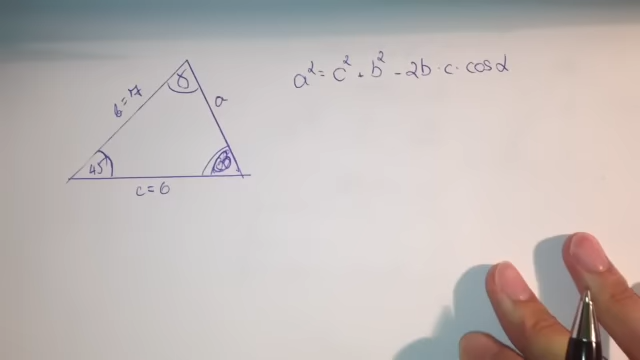 a² = c² + b² - 2b · c · cos α
γ
b = 7
a
45°
c = 6